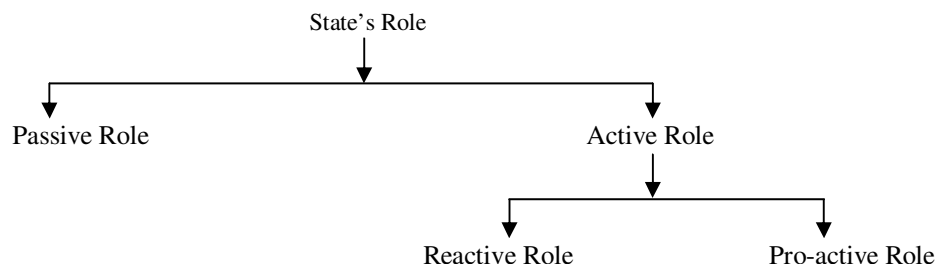 State’s Role
Passive Role
Active Role
Reactive Role
Pro-active Role